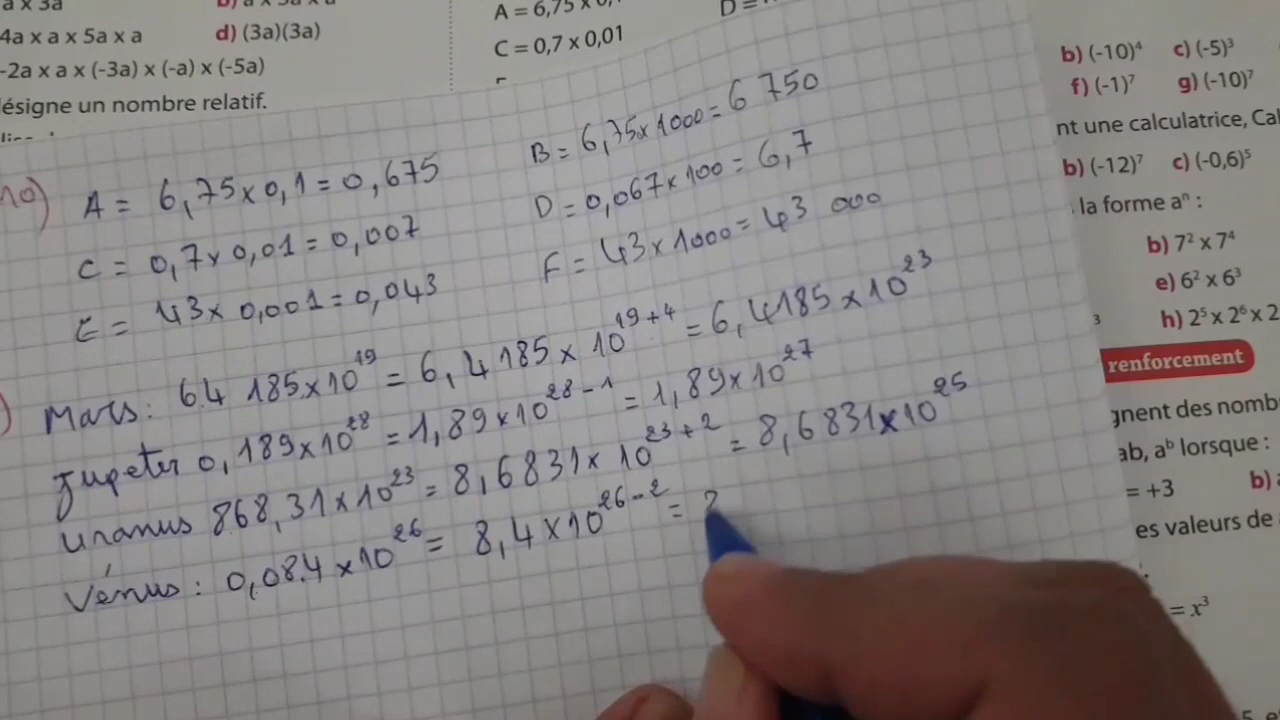 a x 3a
4a x a x 5a x a
d) (3a)(3a)
-2a x a x (-3a) x (-a) x (-5a)
ésigne un nombre relatif.
C = 0,7 x 0,01
b) (-10)⁴ c) (-5)³
f) (-1)⁷ g) (-10)⁷
nt une calculatrice, Cal
b) (-12)⁷ c) (-0,6)⁵
la forme aⁿ :
b) 7² x 7⁴
e) 6² x 6³
³ h) 2⁵ x 2⁶ x 2
renforcement
gnent des nomb
ab, aᵇ lorsque :
= +3 b)
es valeurs de
= x³
10)
A = 6,75 x 0,1 = 0,675
B = 6,75 x 1000 = 6 750
C = 0,7 x 0,01 = 0,007
D = 0,067 x 100 = 6,7
E = 43 x 0,001 = 0,043
F = 43 x 1000 = 43 000
Mars : 64 185 x 10¹⁹ = 6,4 185 x 10¹⁹⁺⁴ = 6,4185 x 10²³
Jupeter 0,189 x 10²⁸ = 1,89 x 10²⁸⁻¹ = 1,89 x 10²⁷
Uranus 868,31 x 10²³ = 8,6831 x 10²³⁺² = 8,6831 x 10²⁵
Vénus : 0,084 x 10²⁶ = 8,4 x 10²⁶⁻² =